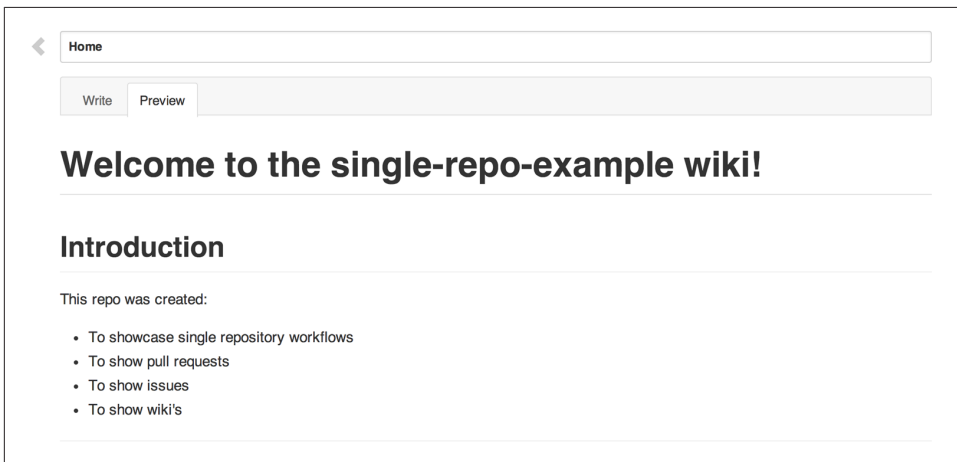 Home
Write Preview
Welcome to the single-repo-example wiki!
Introduction
This repo was created:
To showcase single repository workflows
To show pull requests
To show issues
To show wiki's